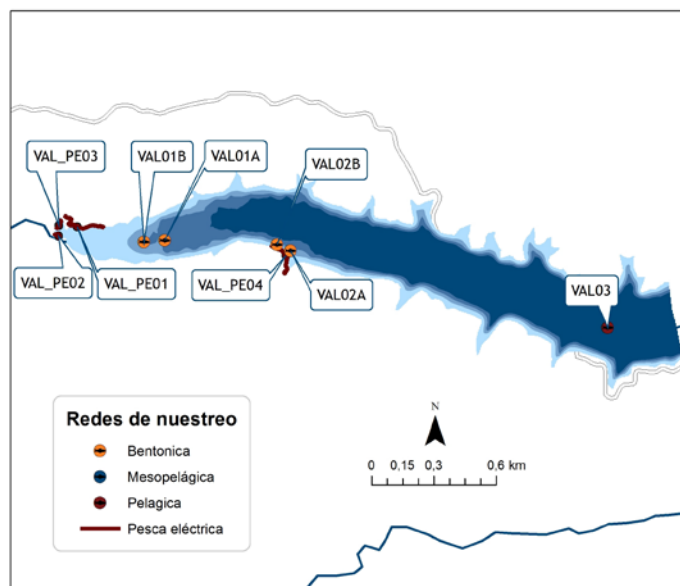 VAL_PE03
VAL01B
VAL01A
VAL02B
VAL_PE02
VAL_PE01
VAL_PE04
VAL02A
VAL03
Redes de nuestreo
Bentonica
Mesopelágica
Pelagica
Pesca eléctrica
N
0 0,15 0,3 0,6 km